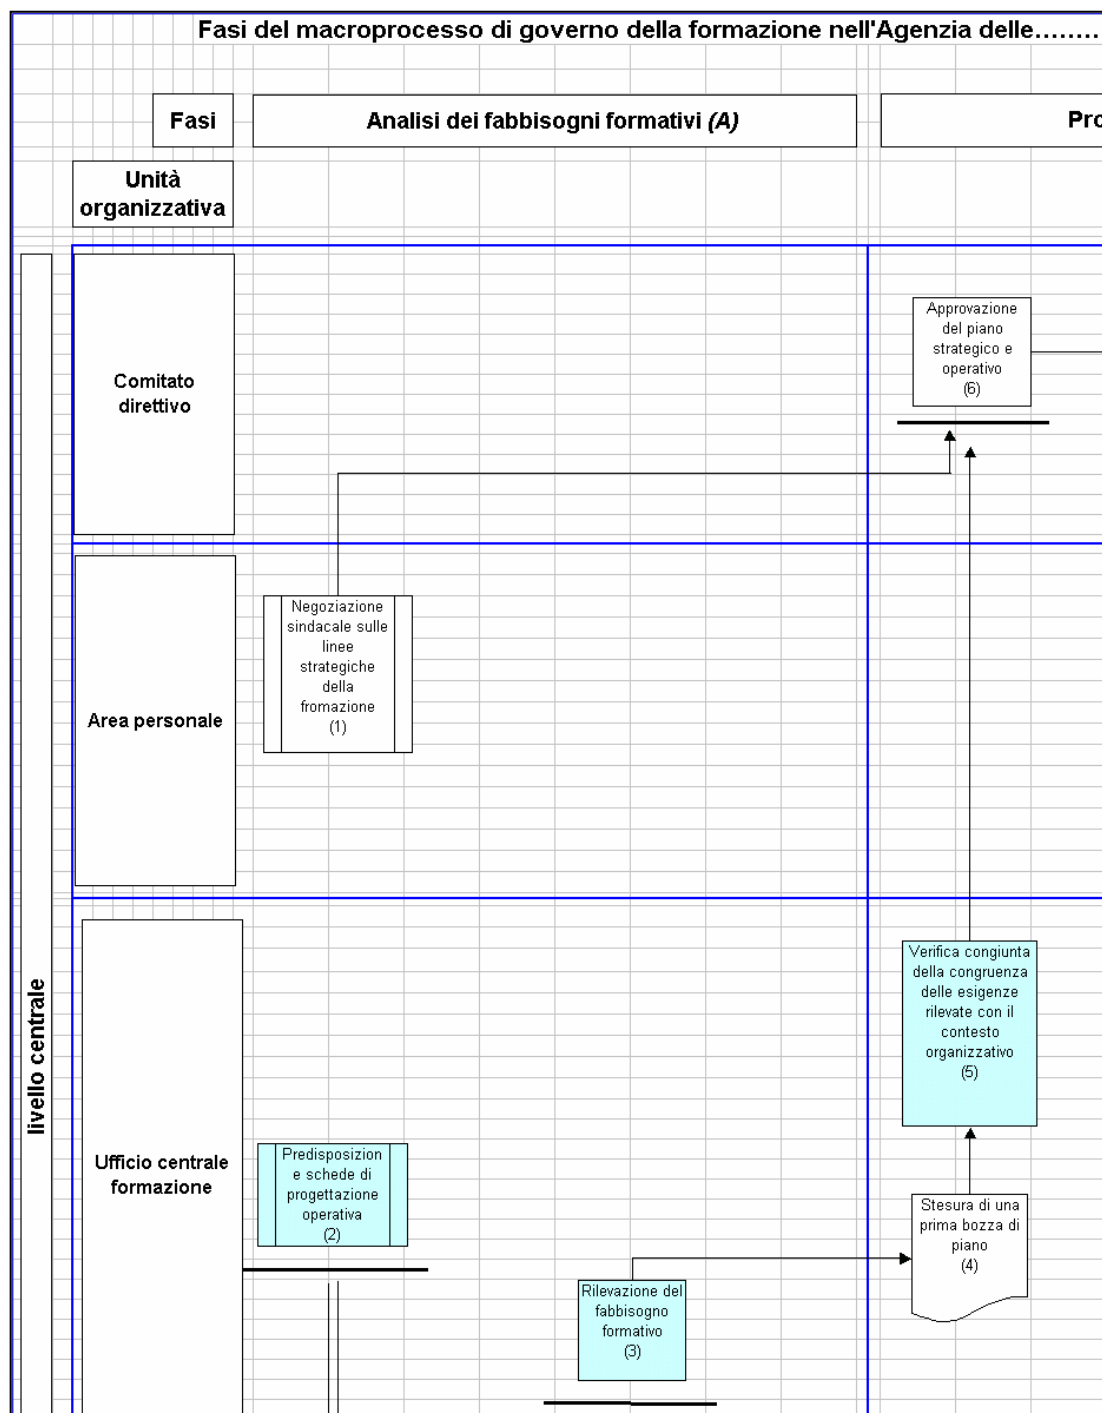 Fasi del macroprocesso di governo della formazione nell'Agenzia delle........
Fasi
Analisi dei fabbisogni formativi (A)
Pro
Unità
organizzativa
livello centrale
Comitato
direttivo
Approvazione
del piano
strategico e
operativo
(6)
Area personale
Negoziazione
sindacale sulle
linee
strategiche
della
fromazione
(1)
Ufficio centrale
formazione
Verifica congiunta
della congruenza
delle esigenze
rilevate con il
contesto
organizzativo
(5)
Predisposizion
e schede di
progettazione
operativa
(2)
Stesura di una
prima bozza di
piano
(4)
Rilevazione del
fabbisogno
formativo
(3)